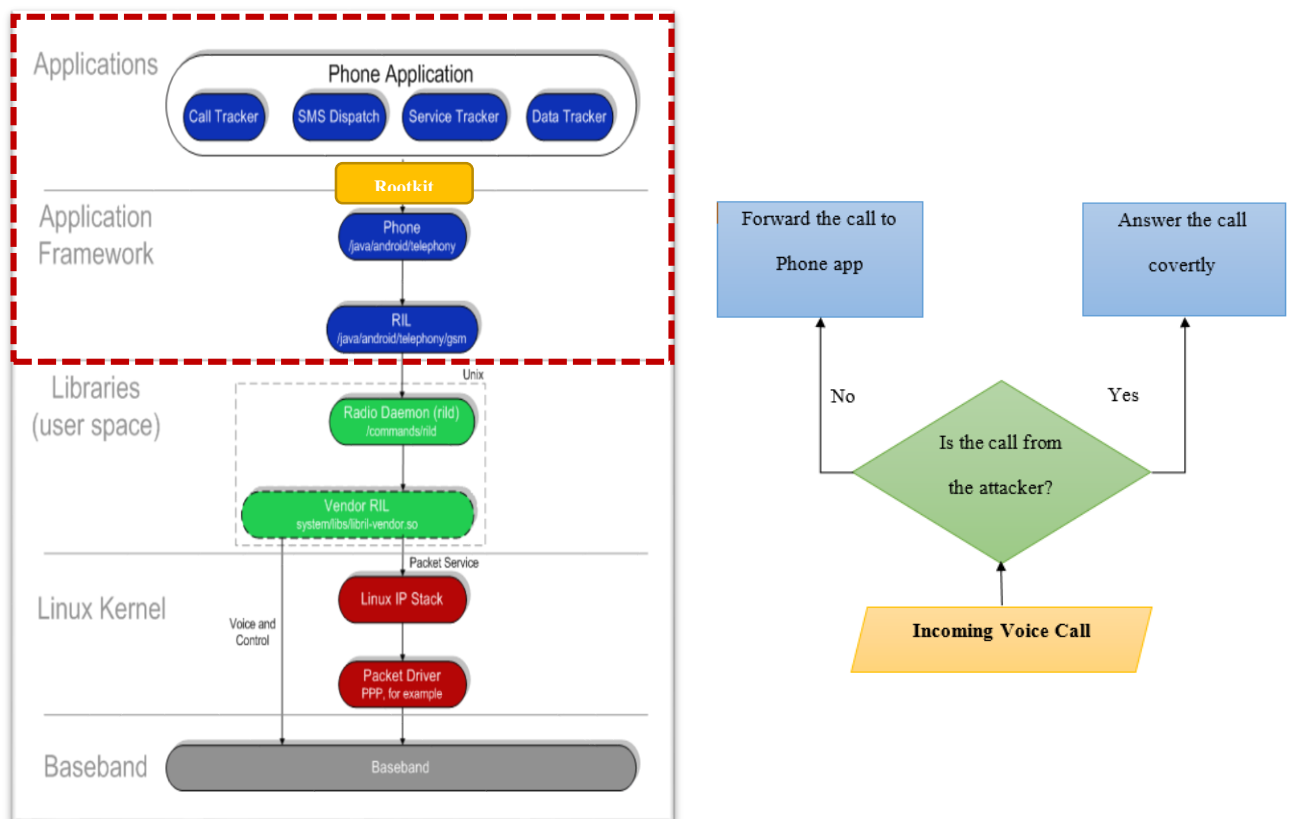 Applications
Phone Application
Call Tracker
SMS Dispatch
Service Tracker
Data Tracker
Rootkit
Application
Framework
Phone
/java/android/telephony
RIL
/java/android/telephony/gsm
Unix
Libraries
(user space)
Radio Daemon (rild)
/commands/rild
Vendor RIL
system/libs/libril-vendor.so
Packet Service
Linux Kernel
Linux IP Stack
Voice and
Control
Packet Driver
PPP, for example
Baseband
Baseband
Forward the call to
Phone app
Answer the call
covertly
No
Yes
Is the call from
the attacker?
Incoming Voice Call